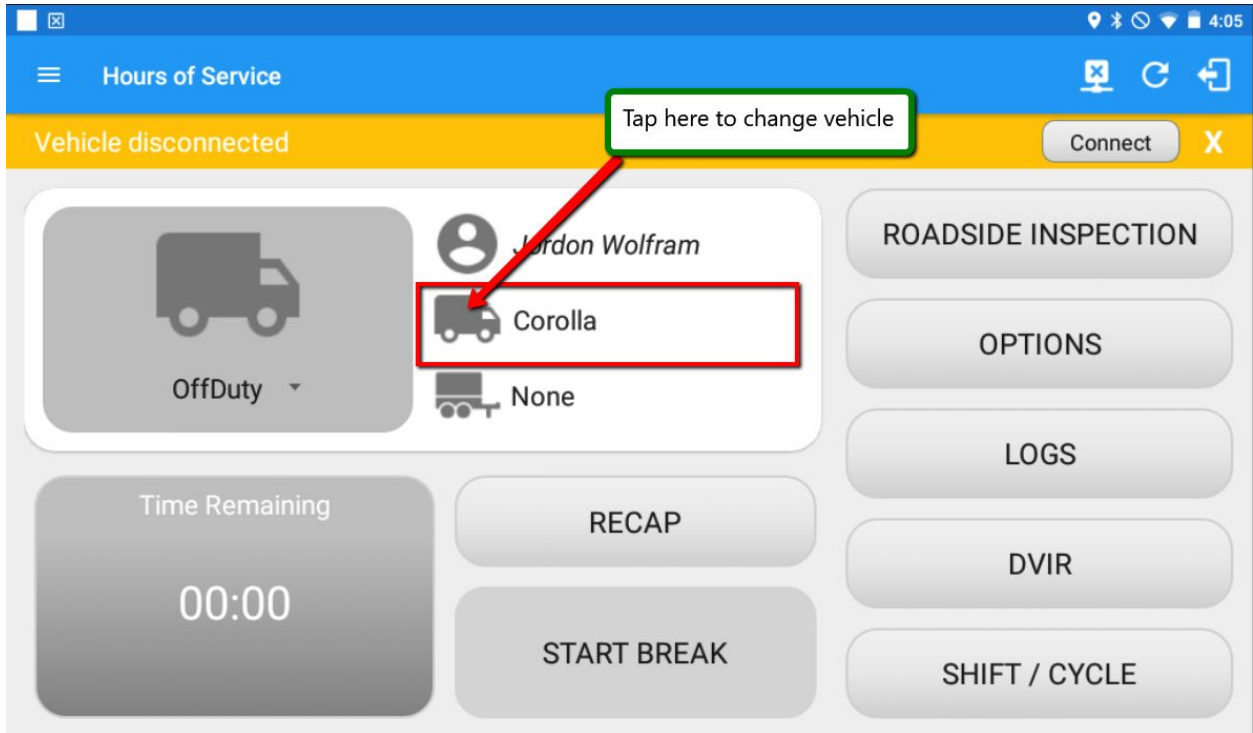 4:05
Hours of Service
Tap here to change vehicle
Vehicle disconnected
Connect
X
Jordon Wolfram
Corolla
None
OffDuty
ROADSIDE INSPECTION
OPTIONS
LOGS
DVIR
SHIFT / CYCLE
Time Remaining
00:00
RECAP
START BREAK